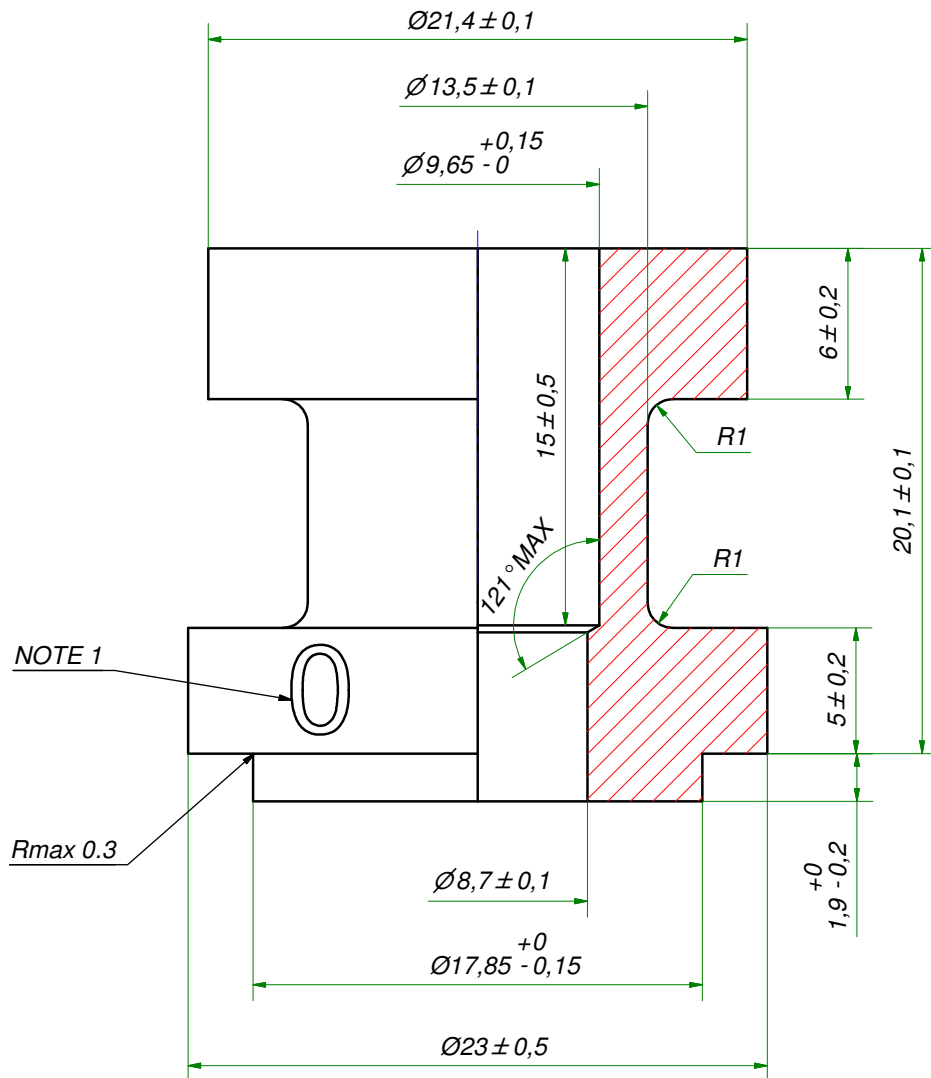 Ø21,4±0,1
Ø13,5±0,1
+0,15
Ø9,65 -0
6±0,2
15±0,5
R1
20,1±0,1
121°MAX
R1
NOTE 1
0
5±0,2
Rmax 0.3
+0
1,9 -0,2
Ø8,7±0,1
+0
Ø17,85 -0,15
Ø23±0,5